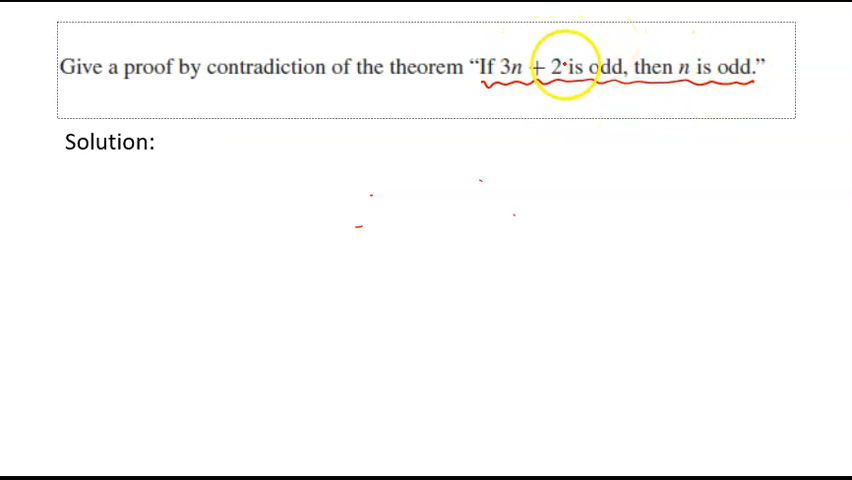 Give a proof by contradiction of the theorem “If 3n + 2 is odd, then n is odd.”
Solution: